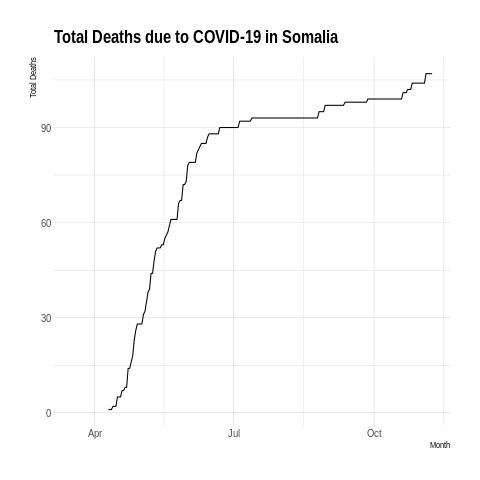 Total Deaths due to COVID-19 in Somalia
Total Deaths
90
60
30
0
Apr
Jul
Oct
Month